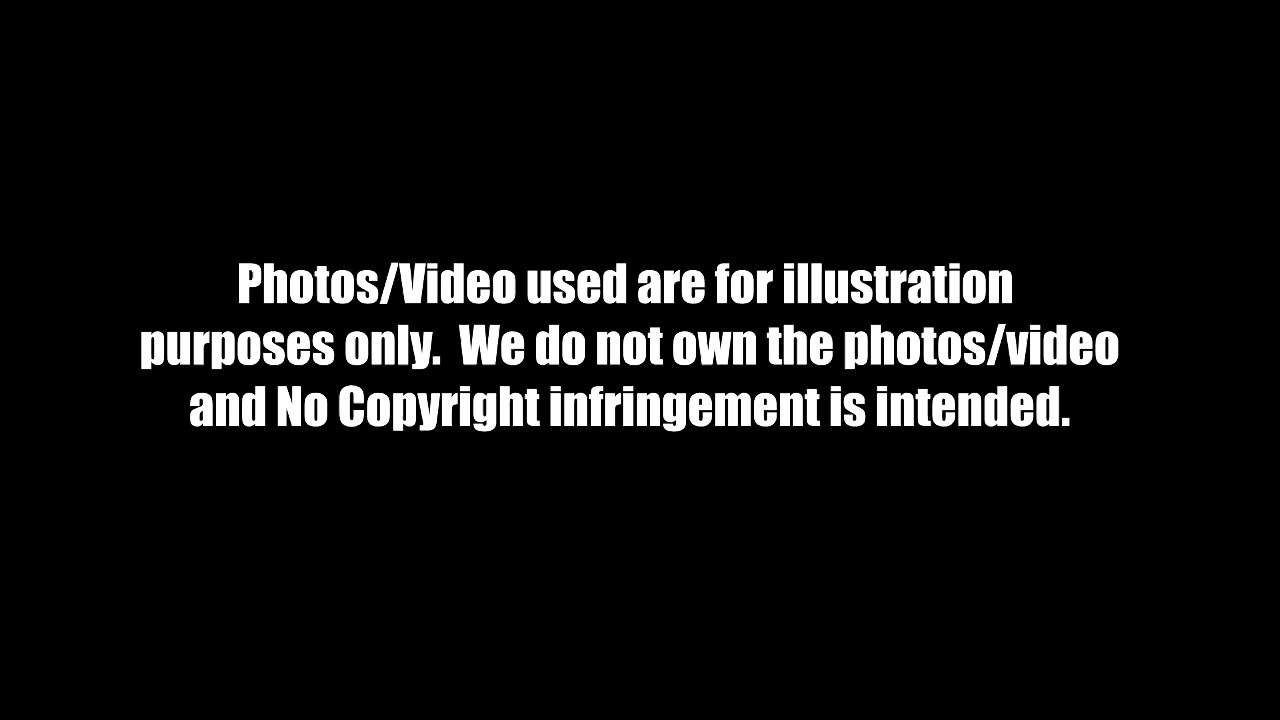 Photos/Video used are for illustration
purposes only.  We do not own the photos/video
and No Copyright infringement is intended.